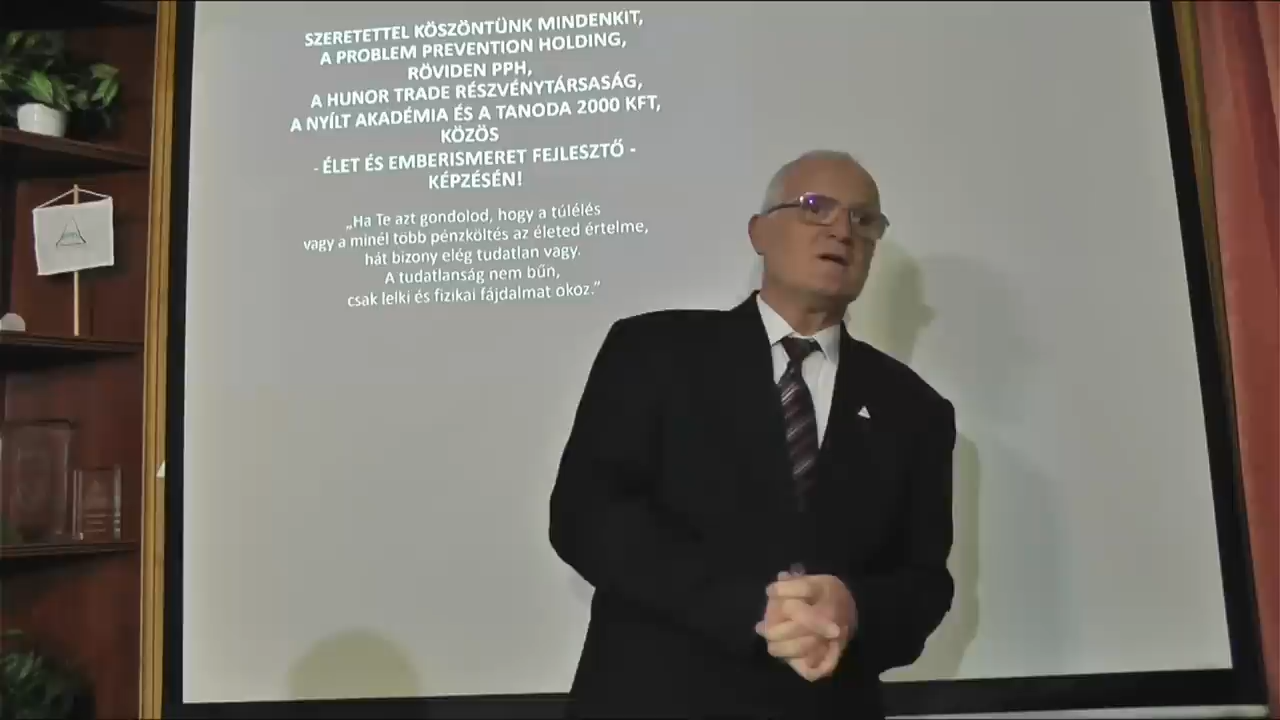 SZERETETTEL KÖSZÖNTÜNK MINDENKIT,
A PROBLEM PREVENTION HOLDING,
RÖVIDEN PPH,
A HUNOR TRADE RÉSZVÉNYTÁRSASÁG,
A NYÍLT AKADÉMIA ÉS A TANODA 2000 KFT,
KÖZÖS
- ÉLET ÉS EMBERISMERET FEJLESZTŐ -
KÉPZÉSÉN!
„Ha Te azt gondolod, hogy a túlélés
vagy a minél több pénzköltés az életed értelme,
hát bizony elég tudatlan vagy.
A tudatlanság nem bűn,
csak lelki és fizikai fájdalmat okoz.”